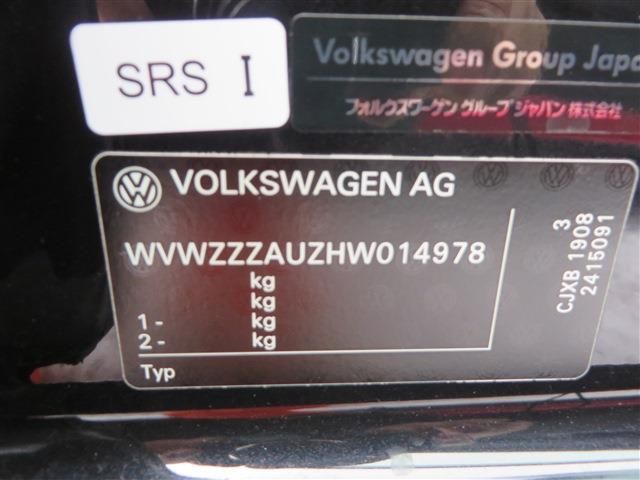 SRS I
Volkswagen Group Japa
フォルクスワーゲン グループ ジャパン 株式会社
VOLKSWAGEN AG
WVWZZZAUZHW014978
kg
kg
1- kg
2- kg
Typ
3
CJXB 1908
2415091